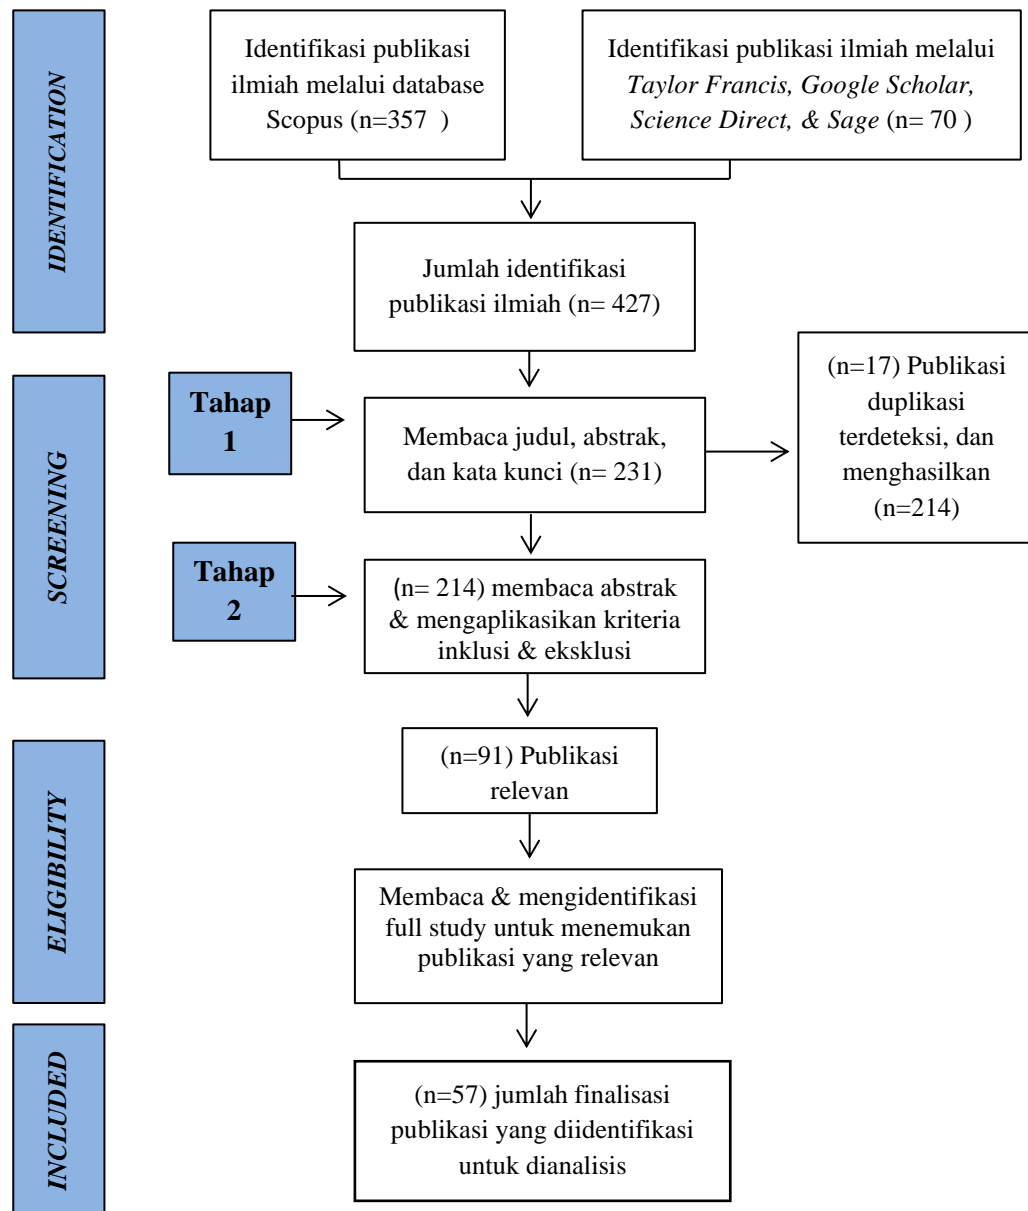 IDENTIFICATION
Identifikasi publikasi
ilmiah melalui database
Scopus (n=357  )
Identifikasi publikasi ilmiah melalui
Taylor Francis, Google Scholar,
Science Direct, & Sage (n= 70 )
Jumlah identifikasi
publikasi ilmiah (n= 427)
SCREENING
Tahap
1
Membaca judul, abstrak,
dan kata kunci (n= 231)
(n=17) Publikasi
duplikasi
terdeteksi, dan
menghasilkan
(n=214)
Tahap
2
(n= 214) membaca abstrak
& mengaplikasikan kriteria
inklusi & eksklusi
ELIGIBILITY
(n=91) Publikasi
relevan
Membaca & mengidentifikasi
full study untuk menemukan
publikasi yang relevan
INCLUDED
(n=57) jumlah finalisasi
publikasi yang diidentifikasi
untuk dianalisis